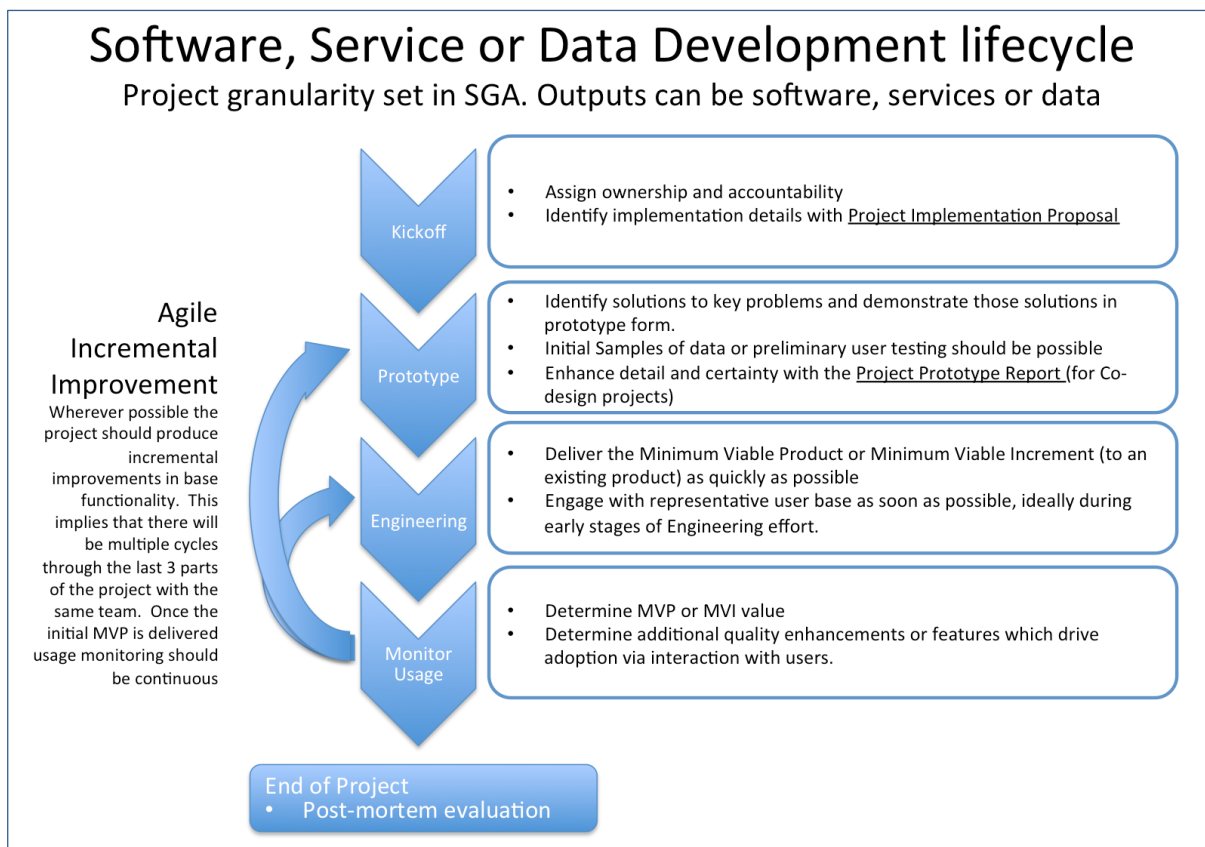 Software, Service or Data Development lifecycle
Project granularity set in SGA. Outputs can be software, services or data
Kickoff
• Assign ownership and accountability
• Identify implementation details with Project Implementation Proposal
Agile
Incremental
Improvement
Wherever possible the
project should produce
incremental
improvements in base
functionality. This
implies that there will
be multiple cycles
through the last 3 parts
of the project with the
same team. Once the
initial MVP is delivered
usage monitoring should
be continuous
Prototype
• Identify solutions to key problems and demonstrate those solutions in
prototype form.
• Initial Samples of data or preliminary user testing should be possible
• Enhance detail and certainty with the Project Prototype Report (for Co-
design projects)
Engineering
• Deliver the Minimum Viable Product or Minimum Viable Increment (to an
existing product) as quickly as possible
• Engage with representative user base as soon as possible, ideally during
early stages of Engineering effort.
Monitor
Usage
• Determine MVP or MVI value
• Determine additional quality enhancements or features which drive
adoption via interaction with users.
End of Project
• Post-mortem evaluation